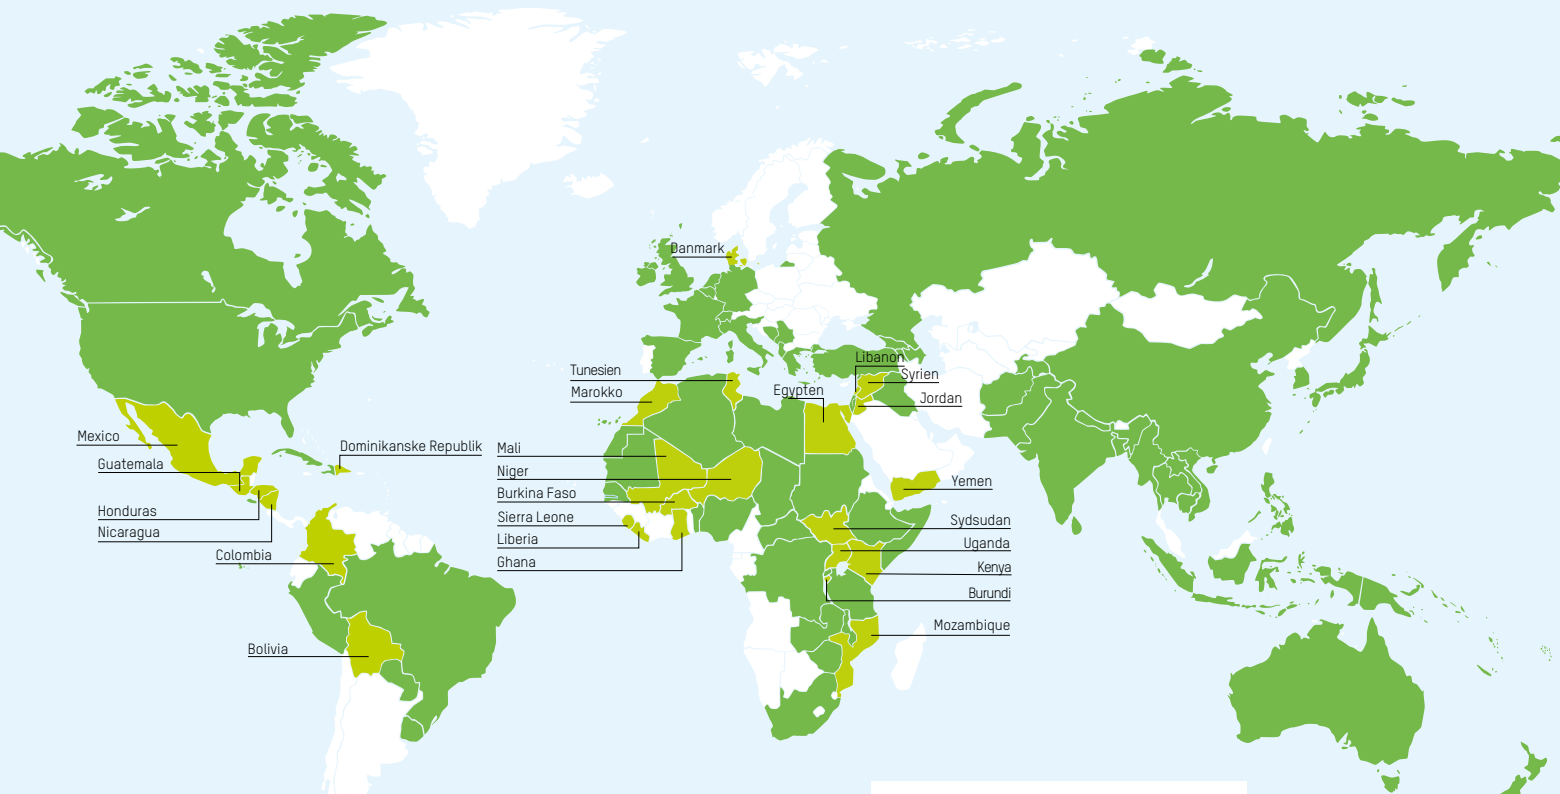 Danmark
Libanon
Syrien
Tunesien
Marokko
Egypten
Jordan
Mexico
Dominikanske Republik
Mali
Guatemala
Niger
Yemen
Burkina Faso
Honduras
Sierra Leone
Sydsudan
Nicaragua
Liberia
Uganda
Colombia
Ghana
Kenya
Burundi
Mozambique
Bolivia